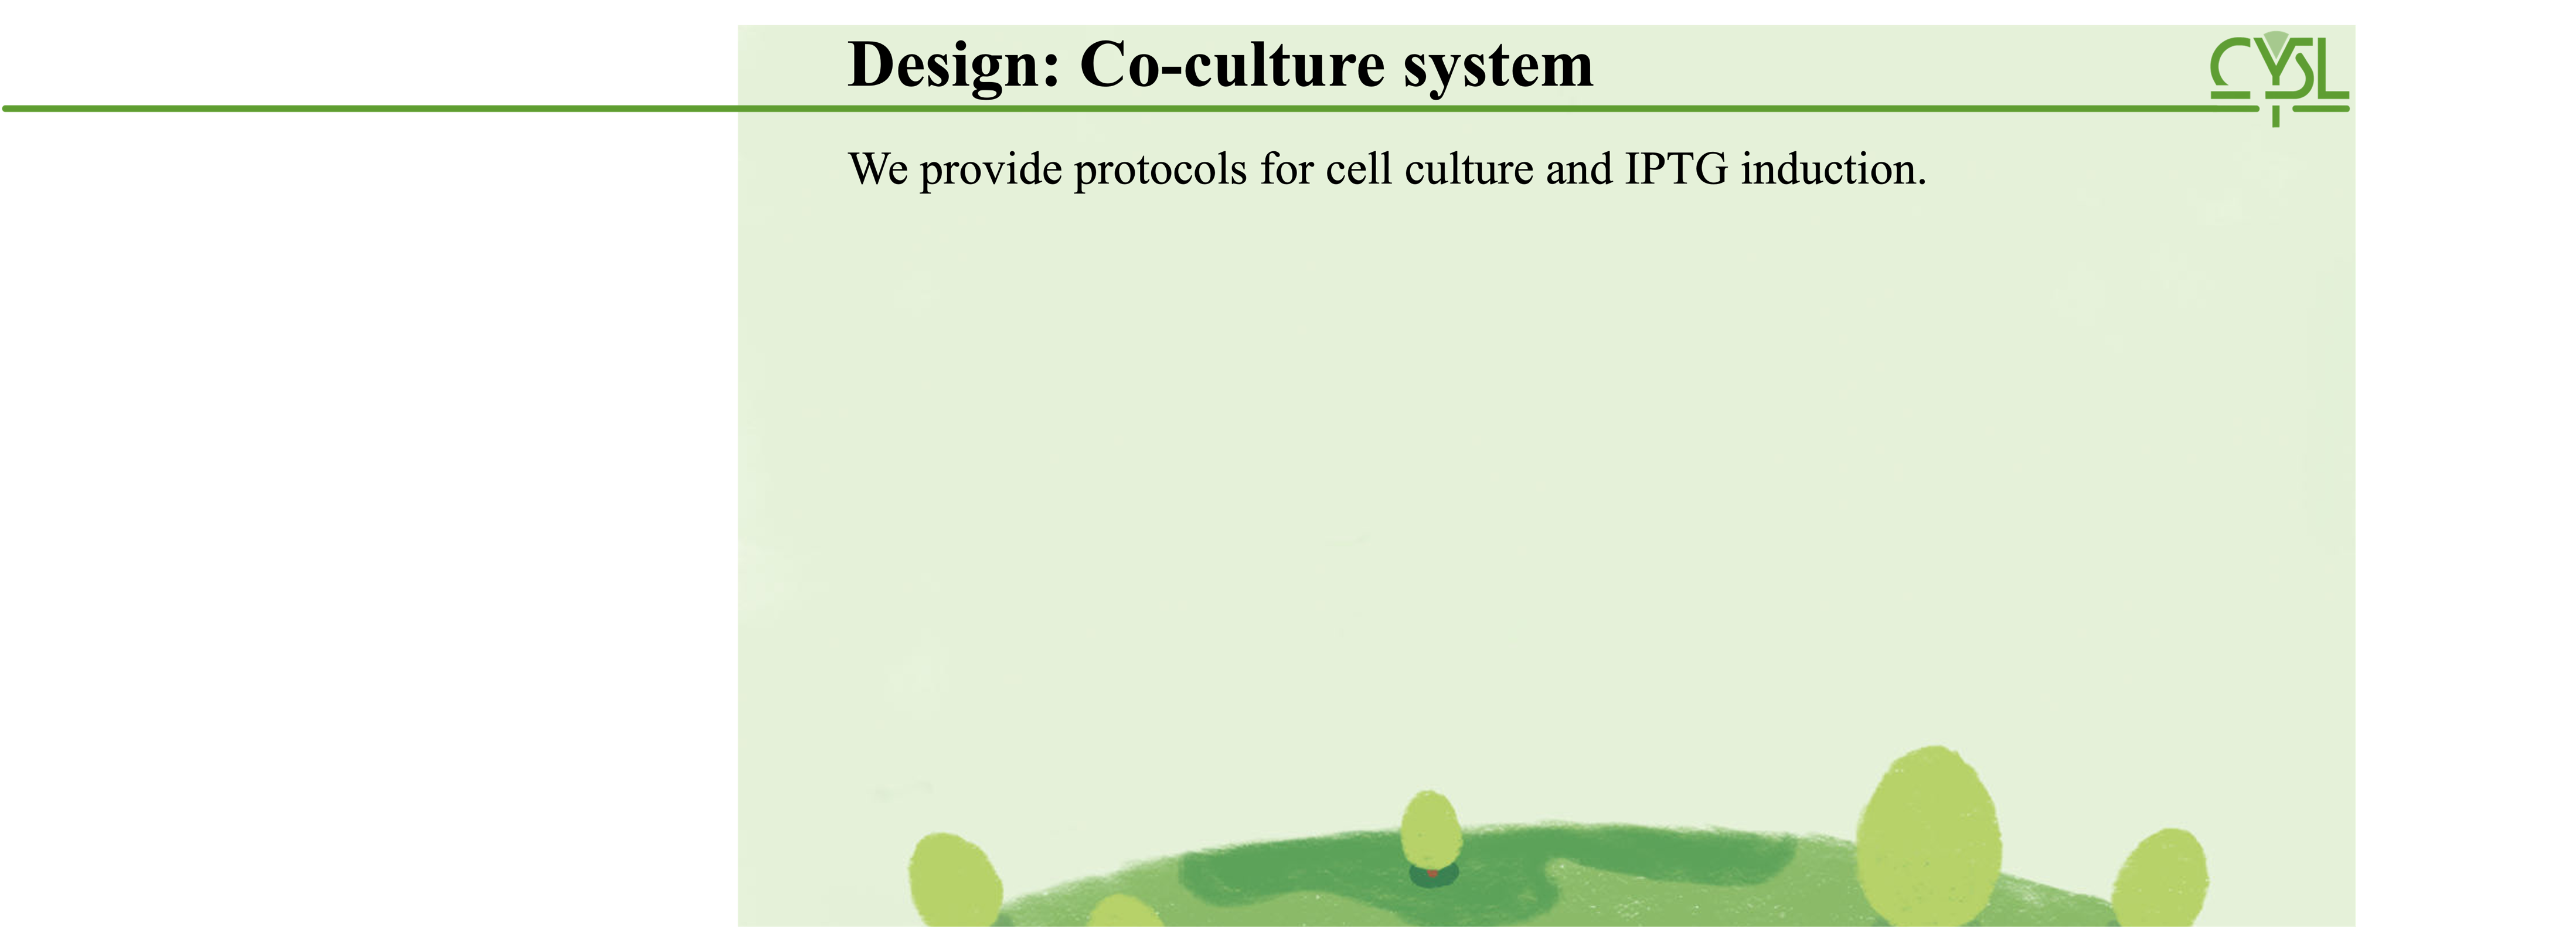 Design: Co-culture system
CYSL
We provide protocols for cell culture and IPTG induction.